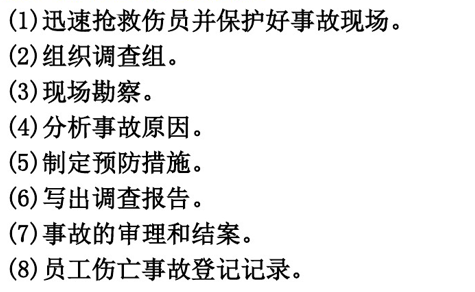 (1)迅速抢救伤员并保护好事故现场。
(2)组织调查组。
(3)现场勘察。
(4)分析事故原因。
(5)制定预防措施。
(6)写出调查报告。
(7)事故的审理和结案。
(8)员工伤亡事故登记记录。